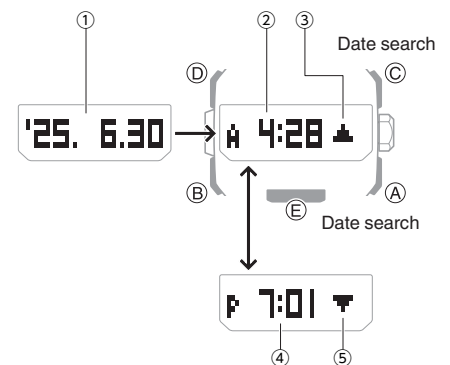 ① ② ③
Date search
Ⓓ Ⓒ
'25. 6.30 A 4:28 ▲
Ⓑ Ⓔ Ⓐ
Date search
P 7:01 ▼
④ ⑤